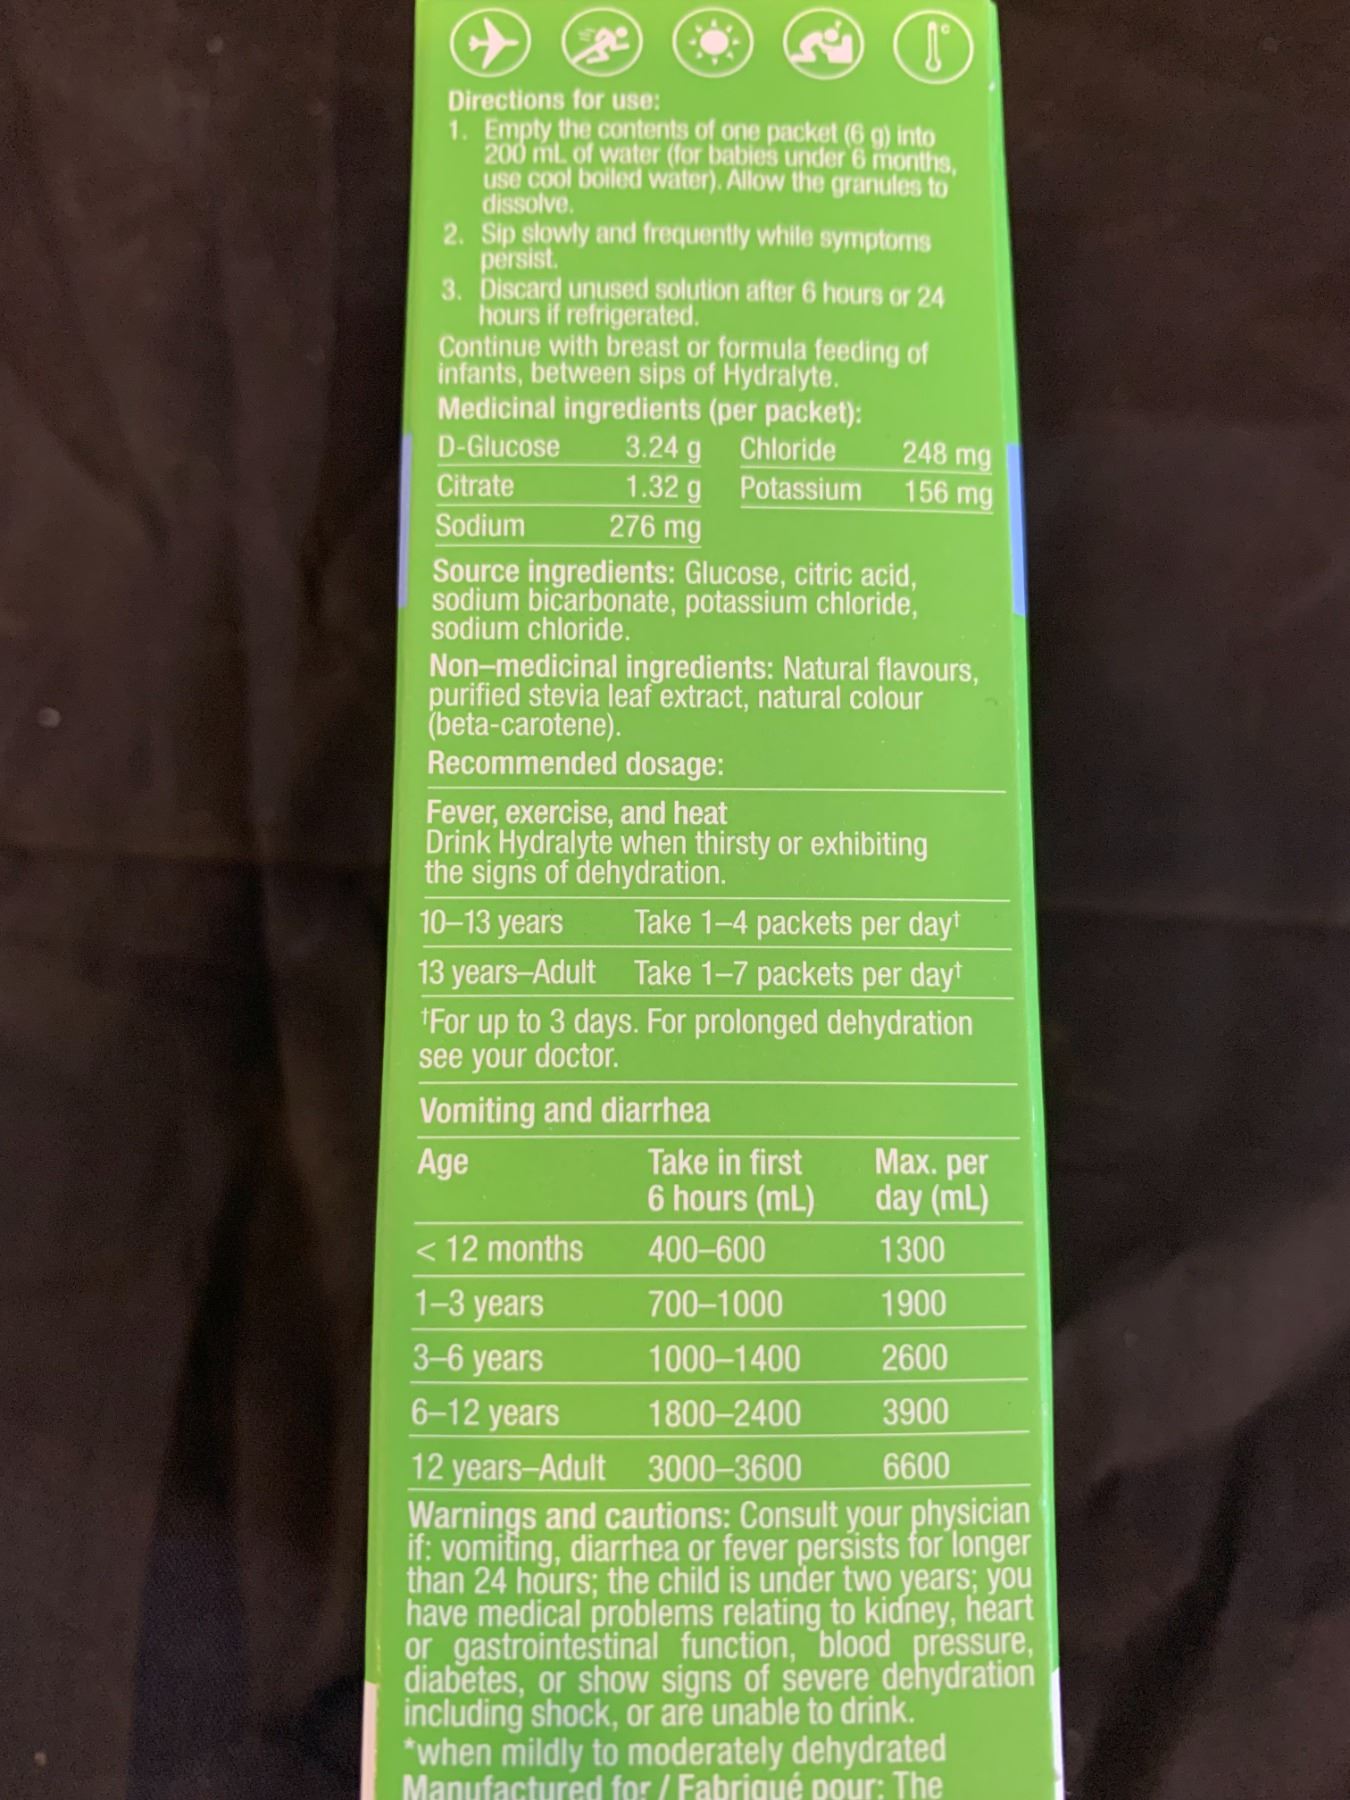 Directions for use:
1. Empty the contents of one packet (6 g) into
200 mL of water (for babies under 6 months,
use cool boiled water). Allow the granules to
dissolve.
2. Sip slowly and frequently while symptoms
persist.
3. Discard unused solution after 6 hours or 24
hours if refrigerated.
Continue with breast or formula feeding of
infants, between sips of Hydralyte.
Medicinal ingredients (per packet):
D-Glucose 3.24 g Chloride 248 mg
Citrate 1.32 g Potassium 156 mg
Sodium 276 mg
Source ingredients: Glucose, citric acid,
sodium bicarbonate, potassium chloride,
sodium chloride.
Non–medicinal ingredients: Natural flavours,
purified stevia leaf extract, natural colour
(beta-carotene).
Recommended dosage:
Fever, exercise, and heat
Drink Hydralyte when thirsty or exhibiting
the signs of dehydration.
10–13 years Take 1–4 packets per day†
13 years–Adult Take 1–7 packets per day†
†For up to 3 days. For prolonged dehydration
see your doctor.
Vomiting and diarrhea
Age Take in first Max. per
6 hours (mL) day (mL)
< 12 months 400–600 1300
1–3 years 700–1000 1900
3–6 years 1000–1400 2600
6–12 years 1800–2400 3900
12 years–Adult 3000–3600 6600
Warnings and cautions: Consult your physician
if: vomiting, diarrhea or fever persists for longer
than 24 hours; the child is under two years; you
have medical problems relating to kidney, heart
or gastrointestinal function, blood pressure,
diabetes, or show signs of severe dehydration
including shock, or are unable to drink.
*when mildly to moderately dehydrated
Manufactured for / Fabriqué pour: The